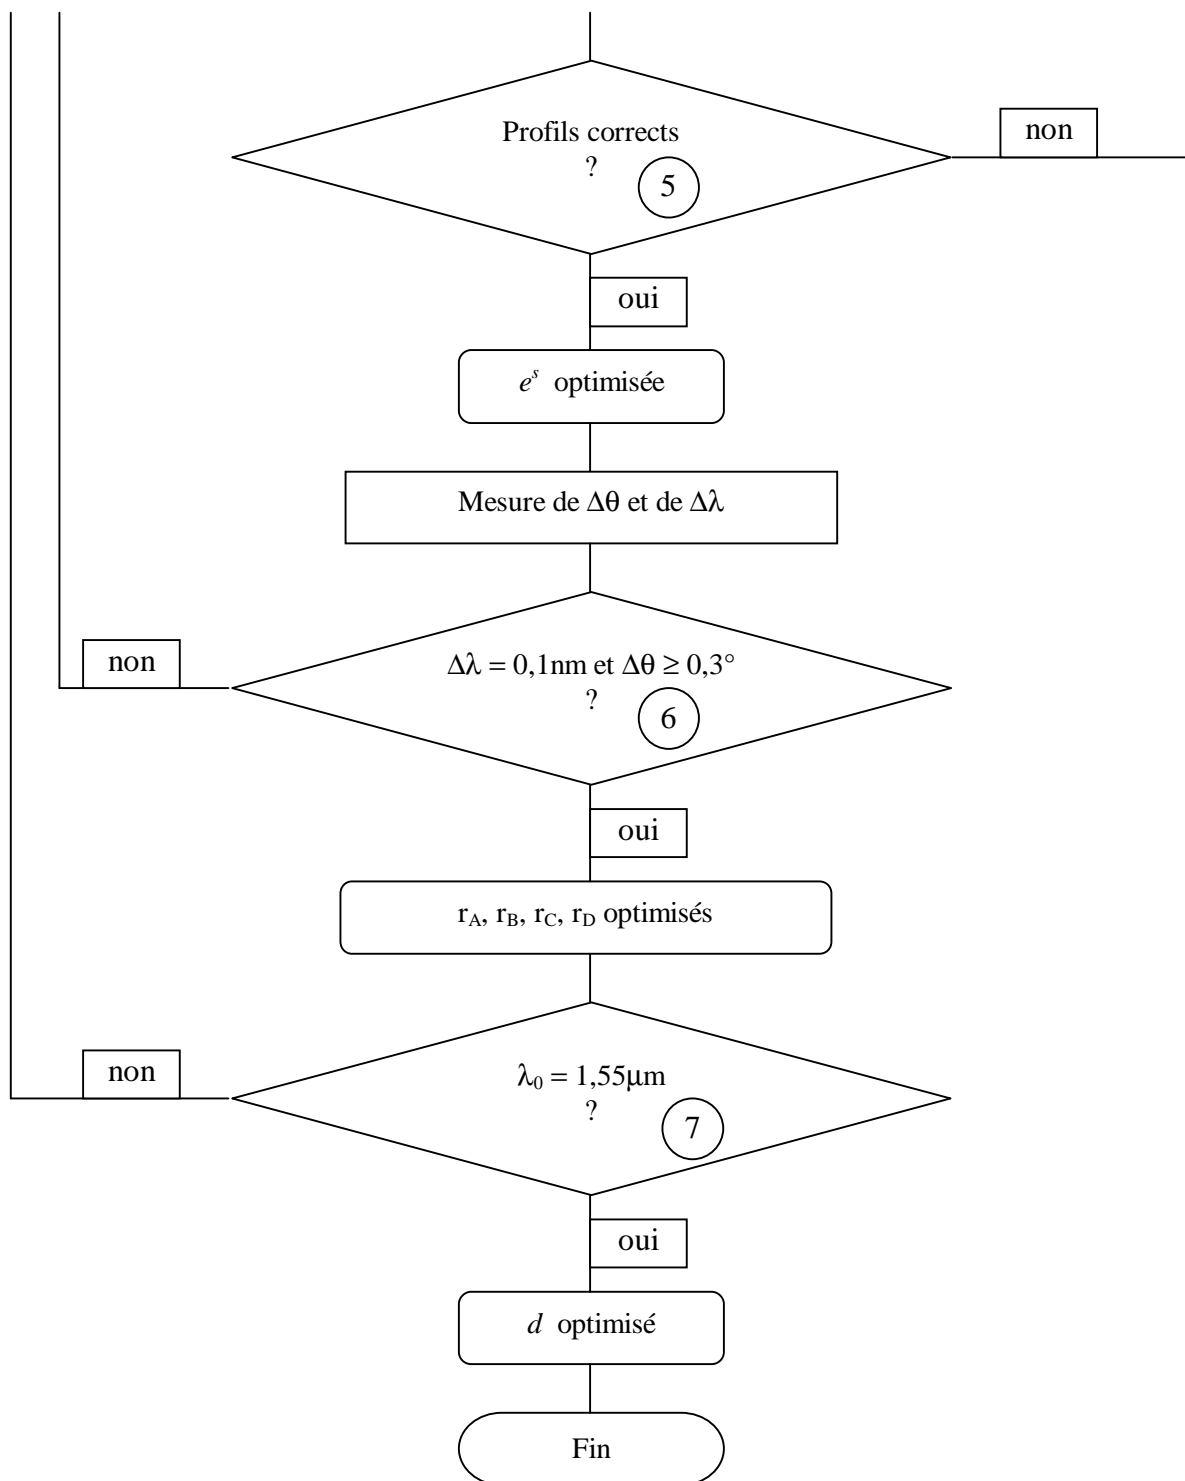 Profils corrects
?
5
non
oui
e^s optimisée
Mesure de Δθ et de Δλ
non
Δλ = 0,1nm et Δθ ≥ 0,3°
?
6
oui
r_A, r_B, r_C, r_D optimisés
non
λ_0 = 1,55µm
?
7
oui
d optimisé
Fin